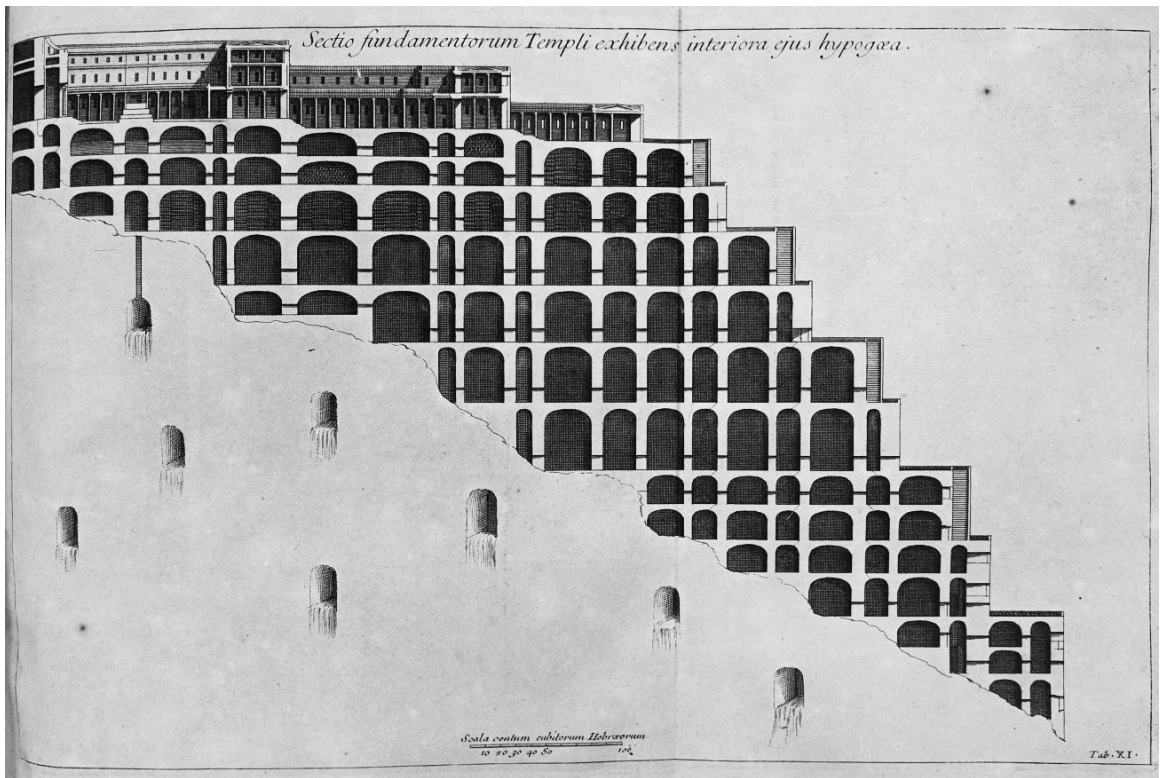 Sectio fundamentorum Templi exhibens interiora ejus hypogæa.
Scala centum cubitorum Hebræorum
10 20 30 40 50 100
Tab. XI.